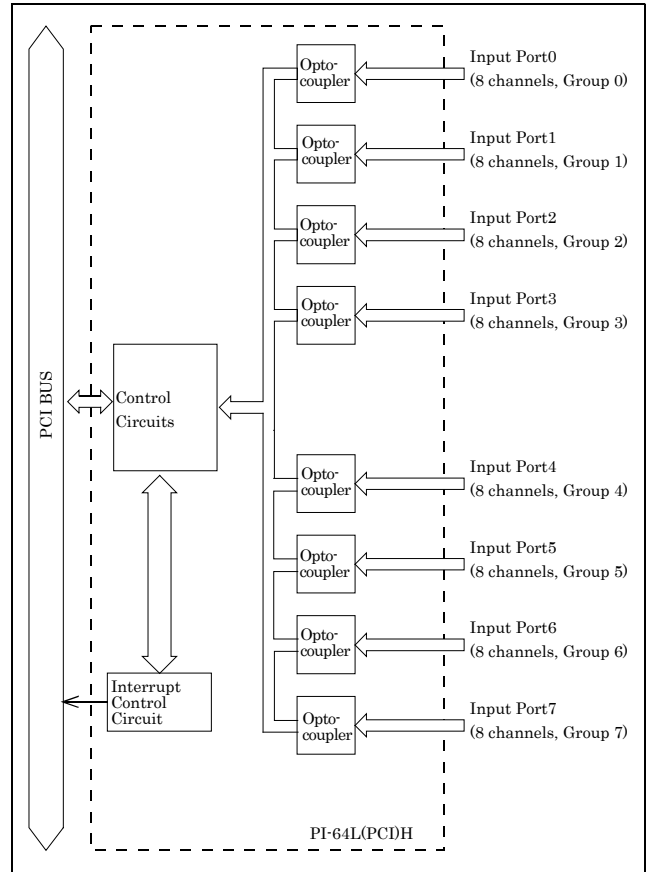 Opto-
coupler
Input Port0
(8 channels, Group 0)
Opto-
coupler
Input Port1
(8 channels, Group 1)
Opto-
coupler
Input Port2
(8 channels, Group 2)
Opto-
coupler
Input Port3
(8 channels, Group 3)
PCI BUS
Control
Circuits
Opto-
coupler
Input Port4
(8 channels, Group 4)
Opto-
coupler
Input Port5
(8 channels, Group 5)
Opto-
coupler
Input Port6
(8 channels, Group 6)
Interrupt
Control
Circuit
Opto-
coupler
Input Port7
(8 channels, Group 7)
PI-64L(PCI)H